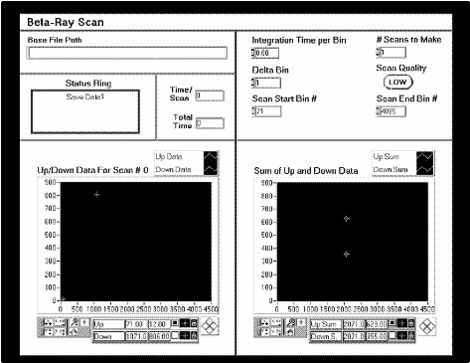 Beta-Ray Scan
Base File Path
Integration Time per Bin
# Scans to Make
0.00
1
Delta Bin
Scan Quality
1
LOW
Status Ring
Save Data?
Time/
Scan
0
Total
Time
0
Scan Start Bin #
Scan End Bin #
71
4095
Up Data
Down Data
Up/Down Data For Scan # 0
900-
800-
700-
600-
500-
400-
300-
200-
100-
0-
0 500 1000 1500 2000 2500 3000 3500 4000 4500
Up 71.00 12.00
Down 1071.0 806.00
Up Sum
Down Sum
Sum of Up and Down Data
900-
800-
700-
600-
500-
400-
300-
200-
100-
0-
0 500 1000 1500 2000 2500 3000 3500 4000 4500
Up Sum 2071.0 623.00
Down S. 2071.0 355.00